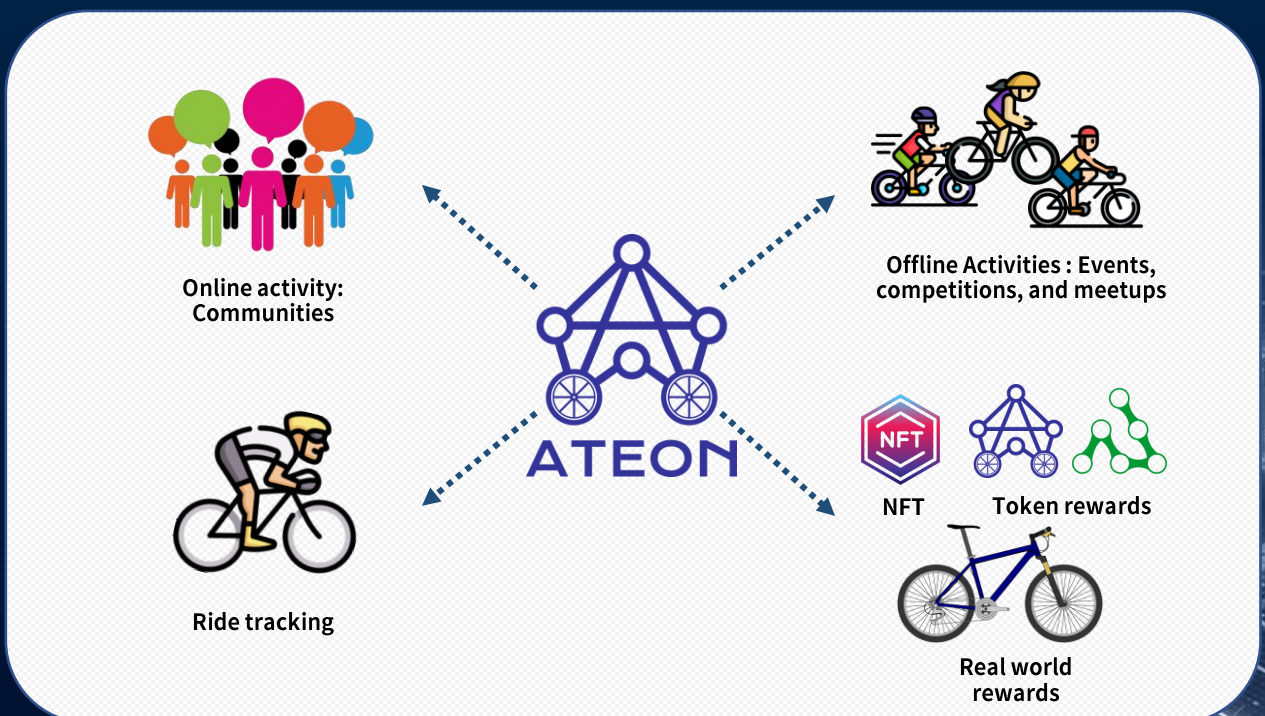 Online activity:
Communities
Offline Activities : Events,
competitions, and meetups
ATEON
Ride tracking
NFT
NFT
Token rewards
Real world
rewards